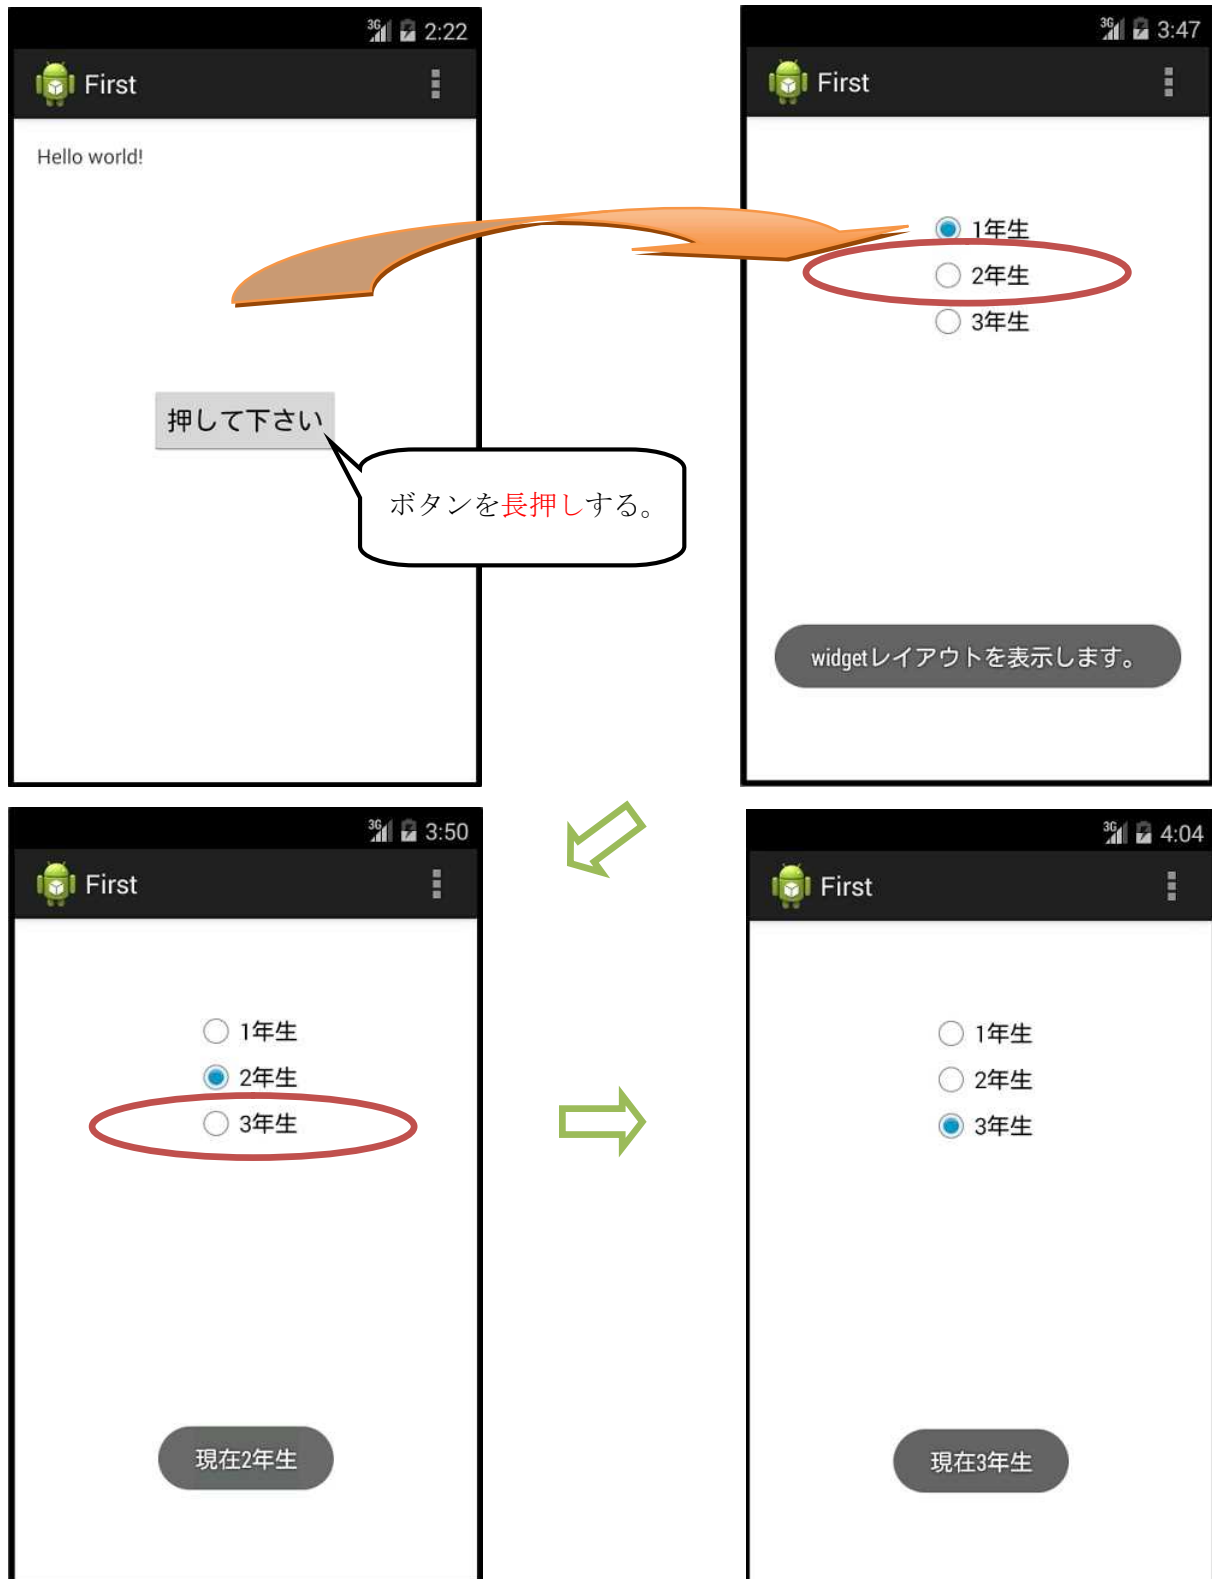 3G 2:22
First
Hello world!
押して下さい
ボタンを長押しする。
3G 3:47
First
1年生
2年生
3年生
widgetレイアウトを表示します。
3G 3:50
First
1年生
2年生
3年生
現在2年生
3G 4:04
First
1年生
2年生
3年生
現在3年生